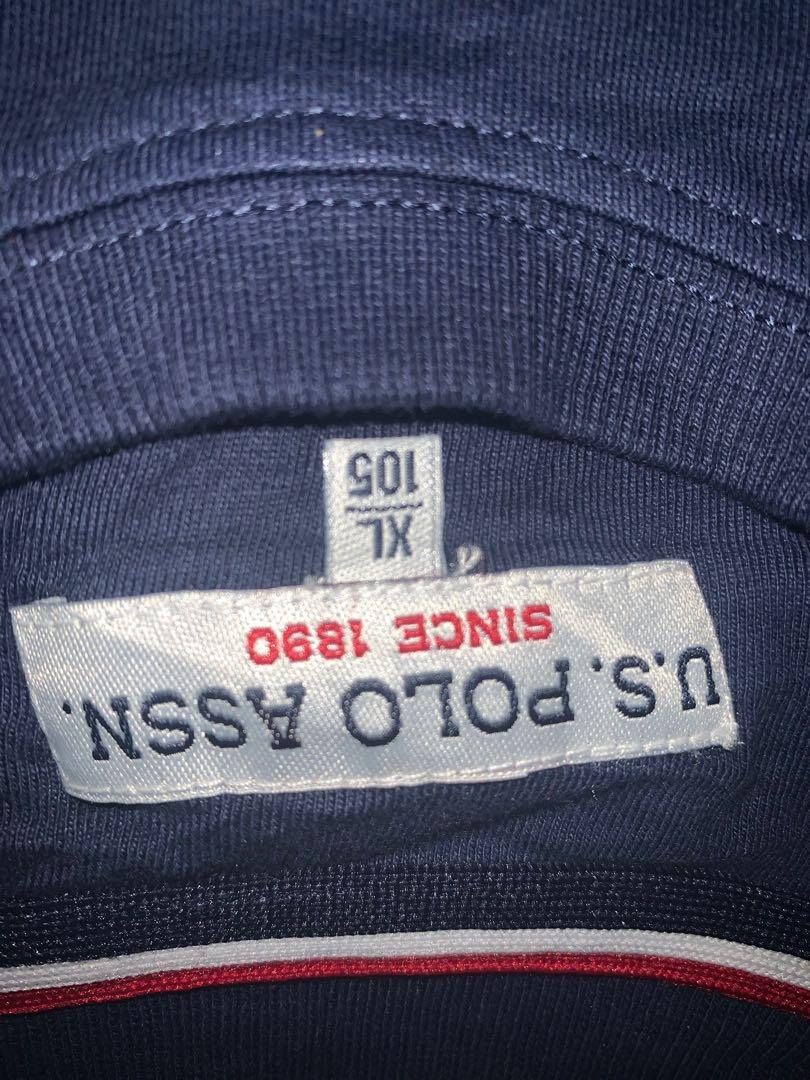 U.S. POLO ASSN.
SINCE 1890
XL
105